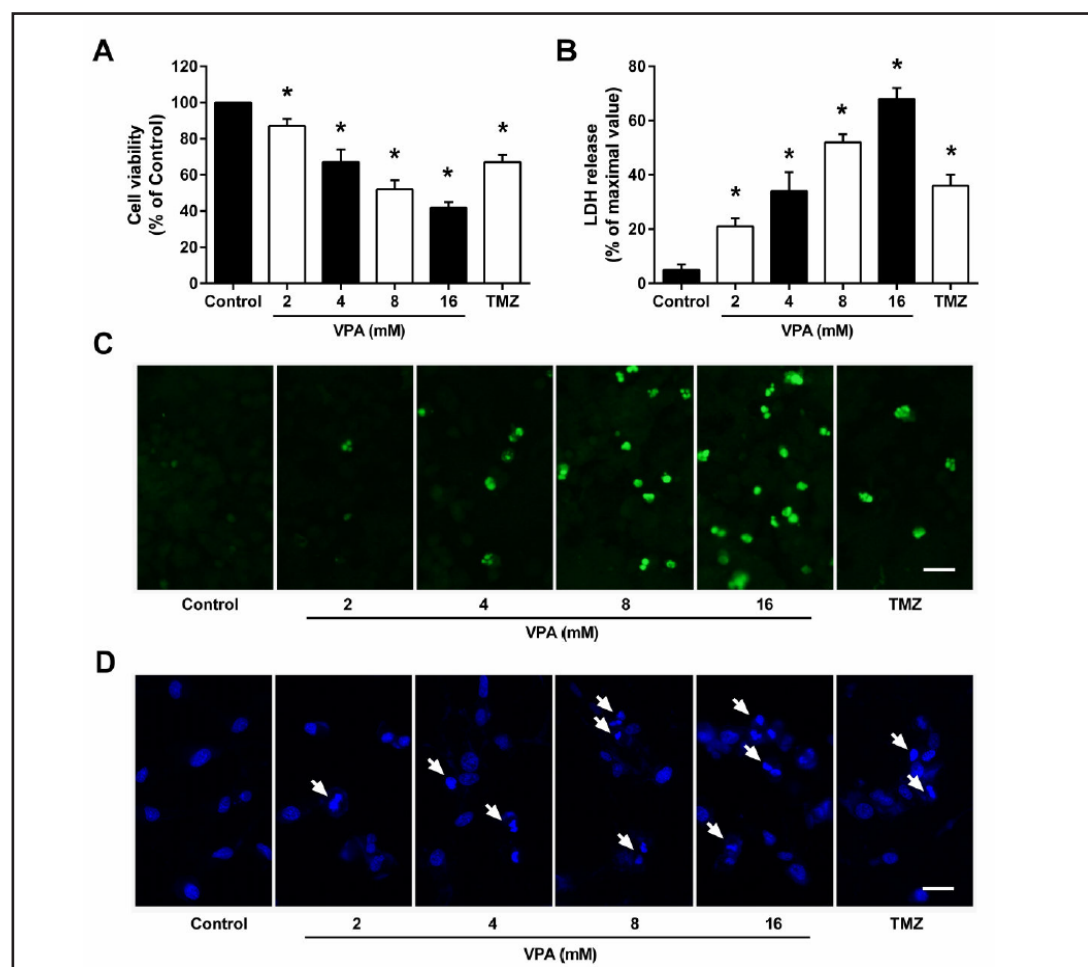 A
Cell viability
(% of Control)
120
100
80
60
40
20
0
* * * * *
Control 2 4 8 16 TMZ
VPA (mM)
B
LDH release
(% of maximal value)
80
60
40
20
0
* * * * *
Control 2 4 8 16 TMZ
VPA (mM)
C
Control 2 4 8 16 TMZ
VPA (mM)
D
Control 2 4 8 16 TMZ
VPA (mM)